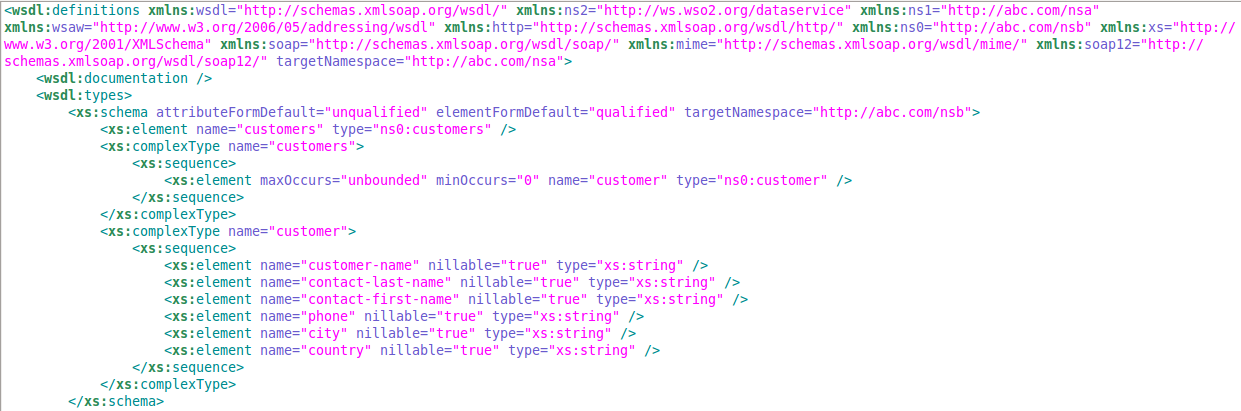 <wsdl:definitions xmlns:wsdl="http://schemas.xmlsoap.org/wsdl/" xmlns:ns2="http://ws.wso2.org/dataservice" xmlns:ns1="http://abc.com/nsa"
xmlns:wsaw="http://www.w3.org/2006/05/addressing/wsdl" xmlns:http="http://schemas.xmlsoap.org/wsdl/http/" xmlns:ns0="http://abc.com/nsb" xmlns:xs="http://
www.w3.org/2001/XMLSchema" xmlns:soap="http://schemas.xmlsoap.org/wsdl/soap/" xmlns:mime="http://schemas.xmlsoap.org/wsdl/mime/" xmlns:soap12="http://
schemas.xmlsoap.org/wsdl/soap12/" targetNamespace="http://abc.com/nsa">
    <wsdl:documentation />
    <wsdl:types>
        <xs:schema attributeFormDefault="unqualified" elementFormDefault="qualified" targetNamespace="http://abc.com/nsb">
            <xs:element name="customers" type="ns0:customers" />
            <xs:complexType name="customers">
                <xs:sequence>
                    <xs:element maxOccurs="unbounded" minOccurs="0" name="customer" type="ns0:customer" />
                </xs:sequence>
            </xs:complexType>
            <xs:complexType name="customer">
                <xs:sequence>
                    <xs:element name="customer-name" nillable="true" type="xs:string" />
                    <xs:element name="contact-last-name" nillable="true" type="xs:string" />
                    <xs:element name="contact-first-name" nillable="true" type="xs:string" />
                    <xs:element name="phone" nillable="true" type="xs:string" />
                    <xs:element name="city" nillable="true" type="xs:string" />
                    <xs:element name="country" nillable="true" type="xs:string" />
                </xs:sequence>
            </xs:complexType>
        </xs:schema>